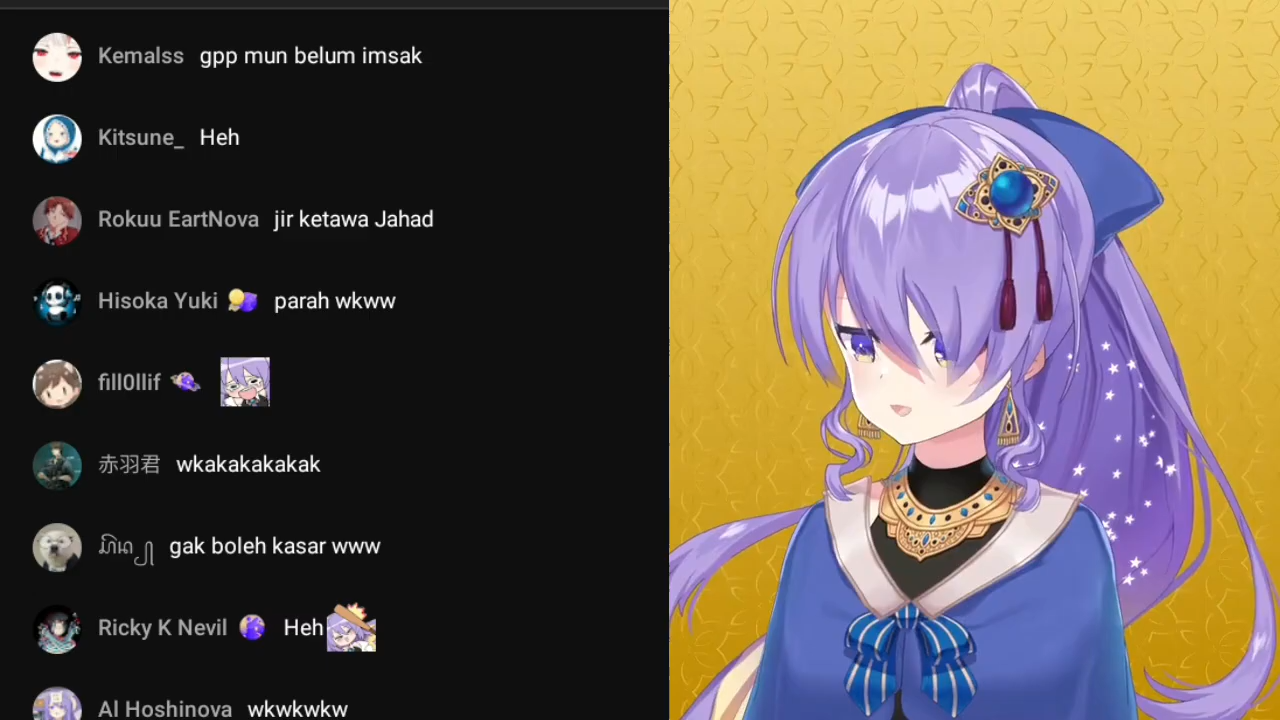 Kemalss gpp mun belum imsak
Kitsune_ Heh
Rokuu EartNova jir ketawa Jahad
Hisoka Yuki parah wkww
fill0llif
赤羽君 wkakakakakak
gak boleh kasar www
Ricky K Nevil Heh
Al Hoshinova wkwkwkw